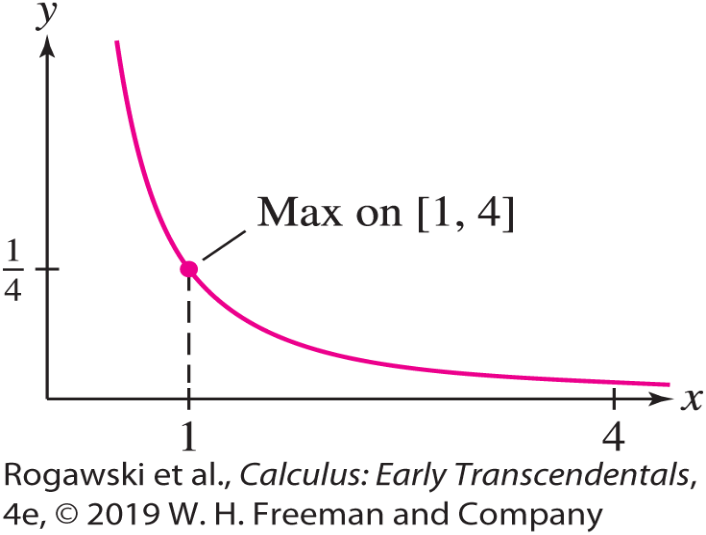 y
Max on [1, 4]
1
4
x
1
4
Rogawski et al., Calculus: Early Transcendentals,
4e, © 2019 W. H. Freeman and Company